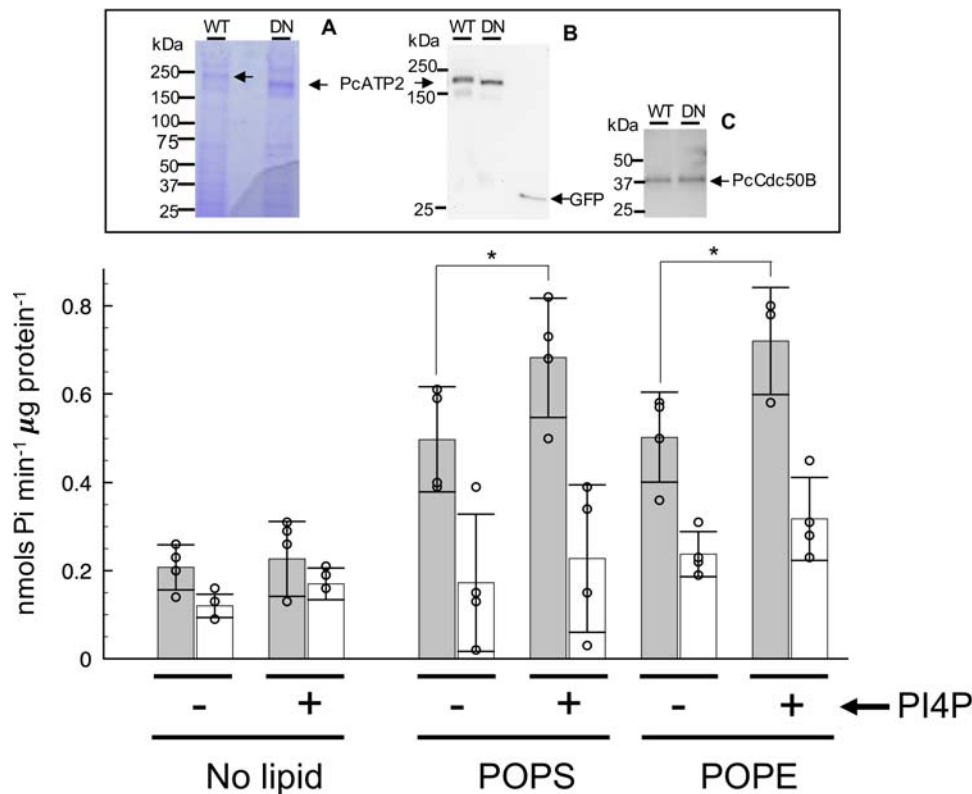 WT DN A
kDa
250
150
100
75
50
37
25
PcATP2
WT DN B
kDa
250
150
25
GFP
WT DN C
kDa
50
37
25
PcCdc50B
nmols Pi min⁻¹ µg protein⁻¹
0.8
0.6
0.4
0.2
0
* *
- + - + - + PI4P
No lipid POPS POPE